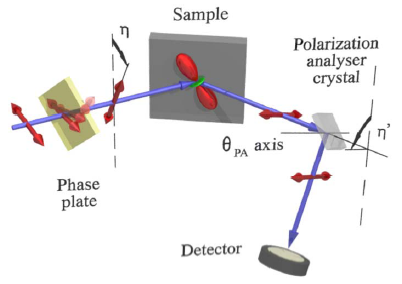 Sample
η
Polarization
analyser
crystal
η'
θPA axis
Phase
plate
Detector